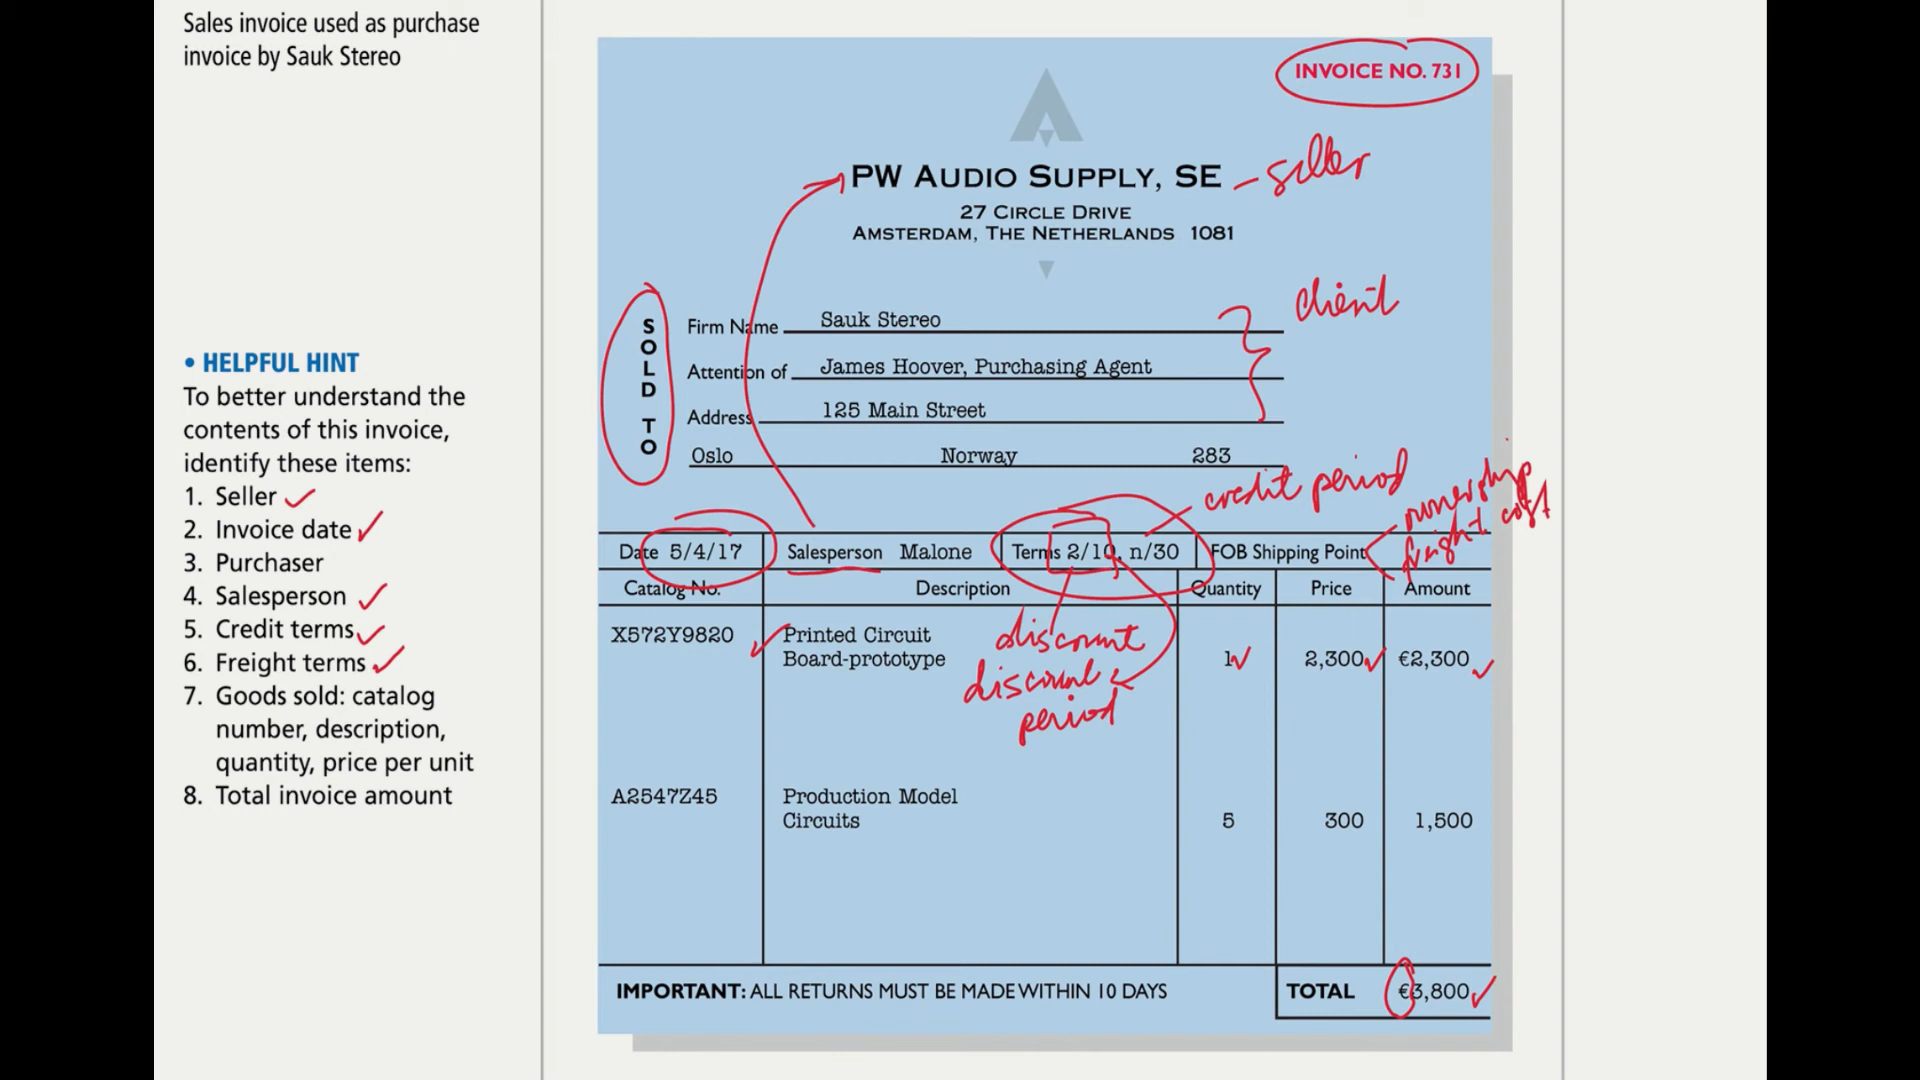 Sales invoice used as purchase
invoice by Sauk Stereo
• HELPFUL HINT
To better understand the
contents of this invoice,
identify these items:
1. Seller
2. Invoice date
3. Purchaser
4. Salesperson
5. Credit terms
6. Freight terms
7. Goods sold: catalog
number, description,
quantity, price per unit
8. Total invoice amount
INVOICE NO. 731
PW AUDIO SUPPLY, SE – seller
27 CIRCLE DRIVE
AMSTERDAM, THE NETHERLANDS 1081
SOLD TO
Firm Name Sauk Stereo
client
Attention of James Hoover, Purchasing Agent
Address 125 Main Street
Oslo Norway 283
credit period
ownership
freight cost
Date 5/4/17 Salesperson Malone Terms 2/10, n/30 FOB Shipping Point
Catalog No. Description Quantity Price Amount
X572Y9820 Printed Circuit
Board-prototype 1 2,300 €2,300
discount
discount
period
A2547Z45 Production Model
Circuits 5 300 1,500
IMPORTANT: ALL RETURNS MUST BE MADE WITHIN 10 DAYS TOTAL €3,800